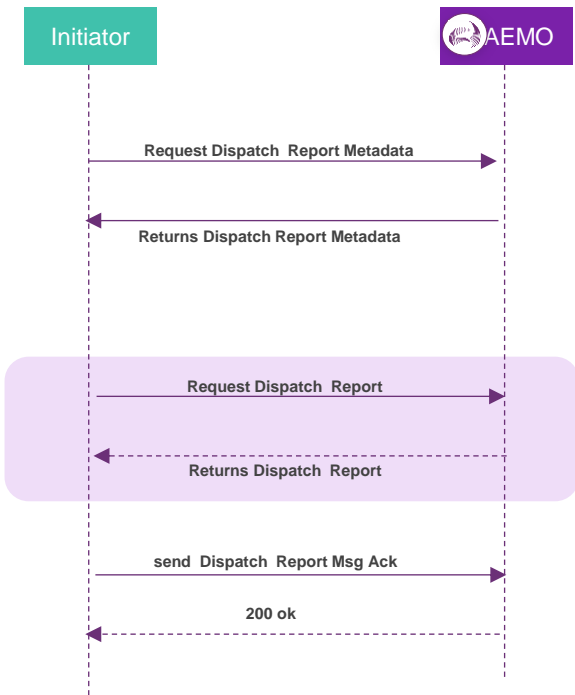 Initiator
AEMO
Request Dispatch Report Metadata
Returns Dispatch Report Metadata
Request Dispatch Report
Returns Dispatch Report
send Dispatch Report Msg Ack
200 ok